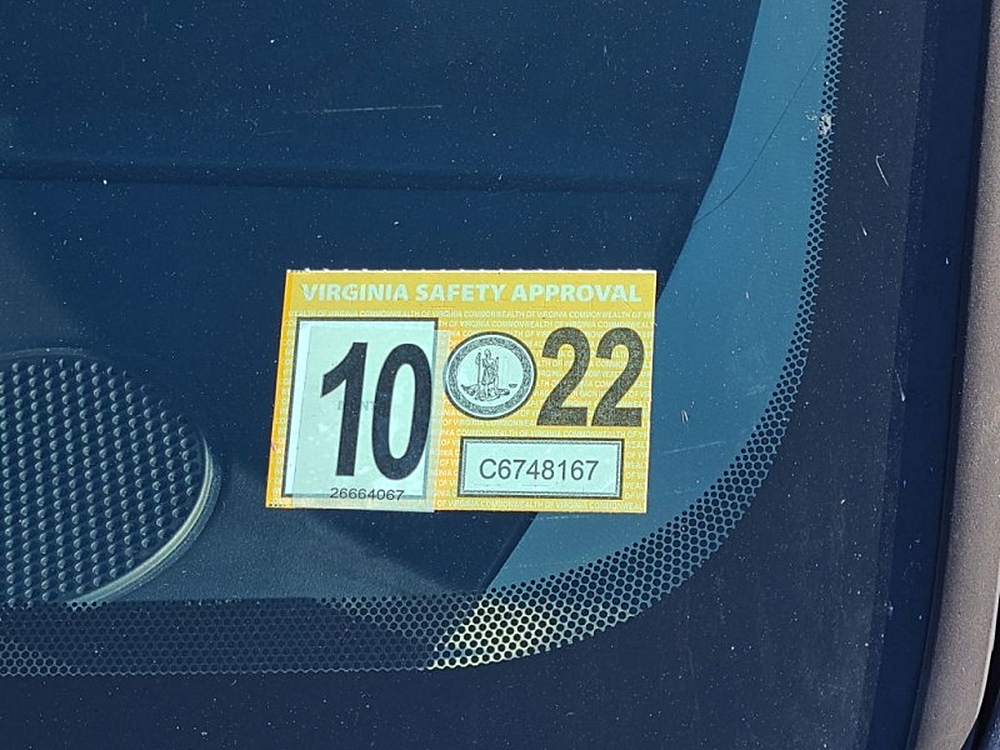 VIRGINIA SAFETY APPROVAL
10
22
C6748167
26664067